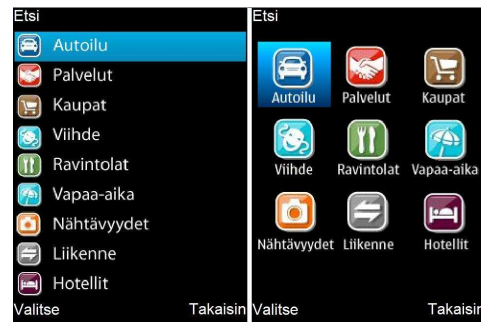 Etsi
Autoilu
Palvelut
Kaupat
Viihde
Ravintolat
Vapaa-aika
Nähtävyydet
Liikenne
Hotellit
Valitse Takaisin
Etsi
Autoilu Palvelut Kaupat
Viihde Ravintolat Vapaa-aika
Nähtävyydet Liikenne Hotellit
Valitse Takaisin